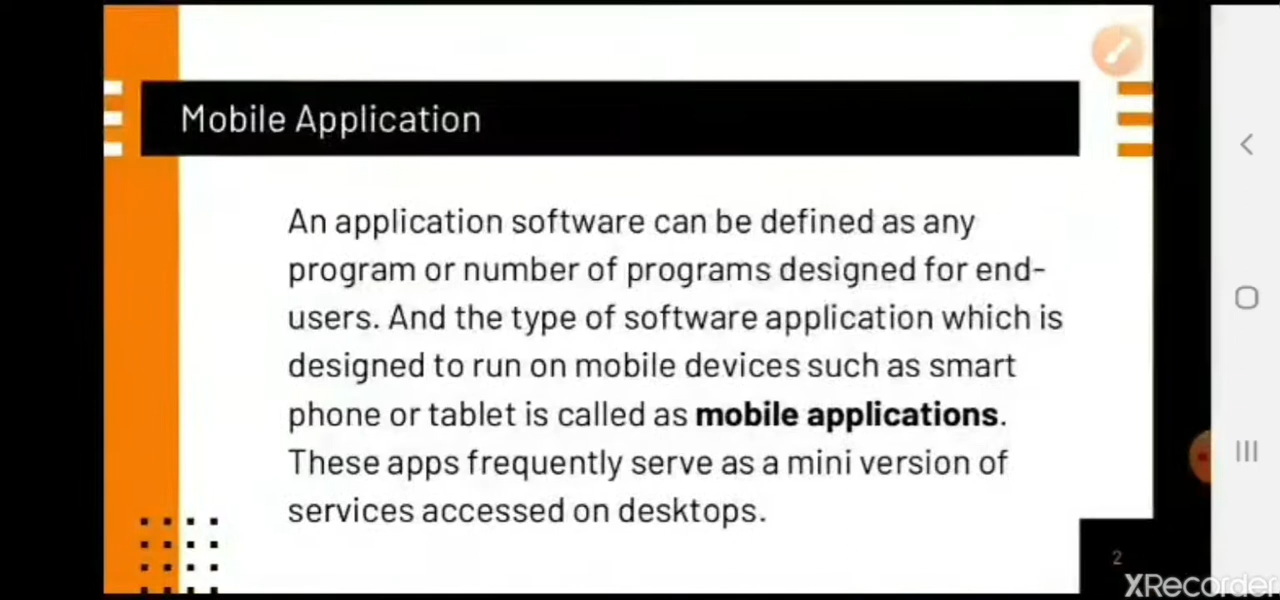 Mobile Application
An application software can be defined as any
program or number of programs designed for end-
users. And the type of software application which is
designed to run on mobile devices such as smart
phone or tablet is called as mobile applications.
These apps frequently serve as a mini version of
services accessed on desktops.
2
XRecorder